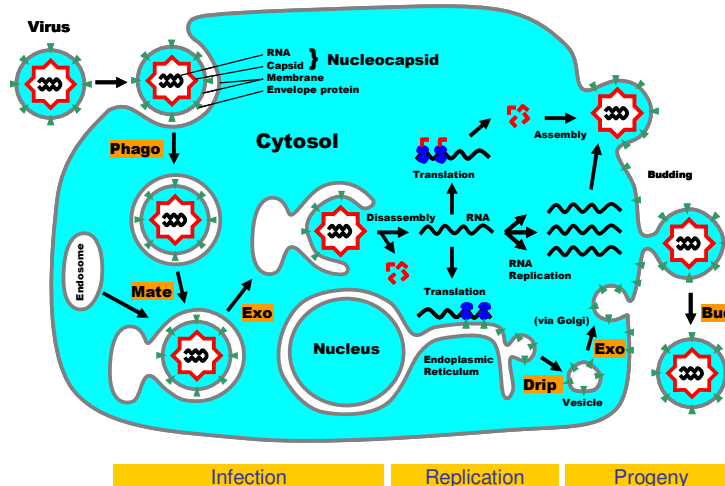 Virus
RNA
Capsid
} Nucleocapsid
Membrane
Envelope protein
Phago
Cytosol
Assembly
Translation
Budding
Disassembly
RNA
RNA
Replication
Endosome
Mate
Exo
Translation
(via Golgi)
Nucleus
Endoplasmic
Reticulum
Exo
Drip
Vesicle
Infection
Replication
Progeny